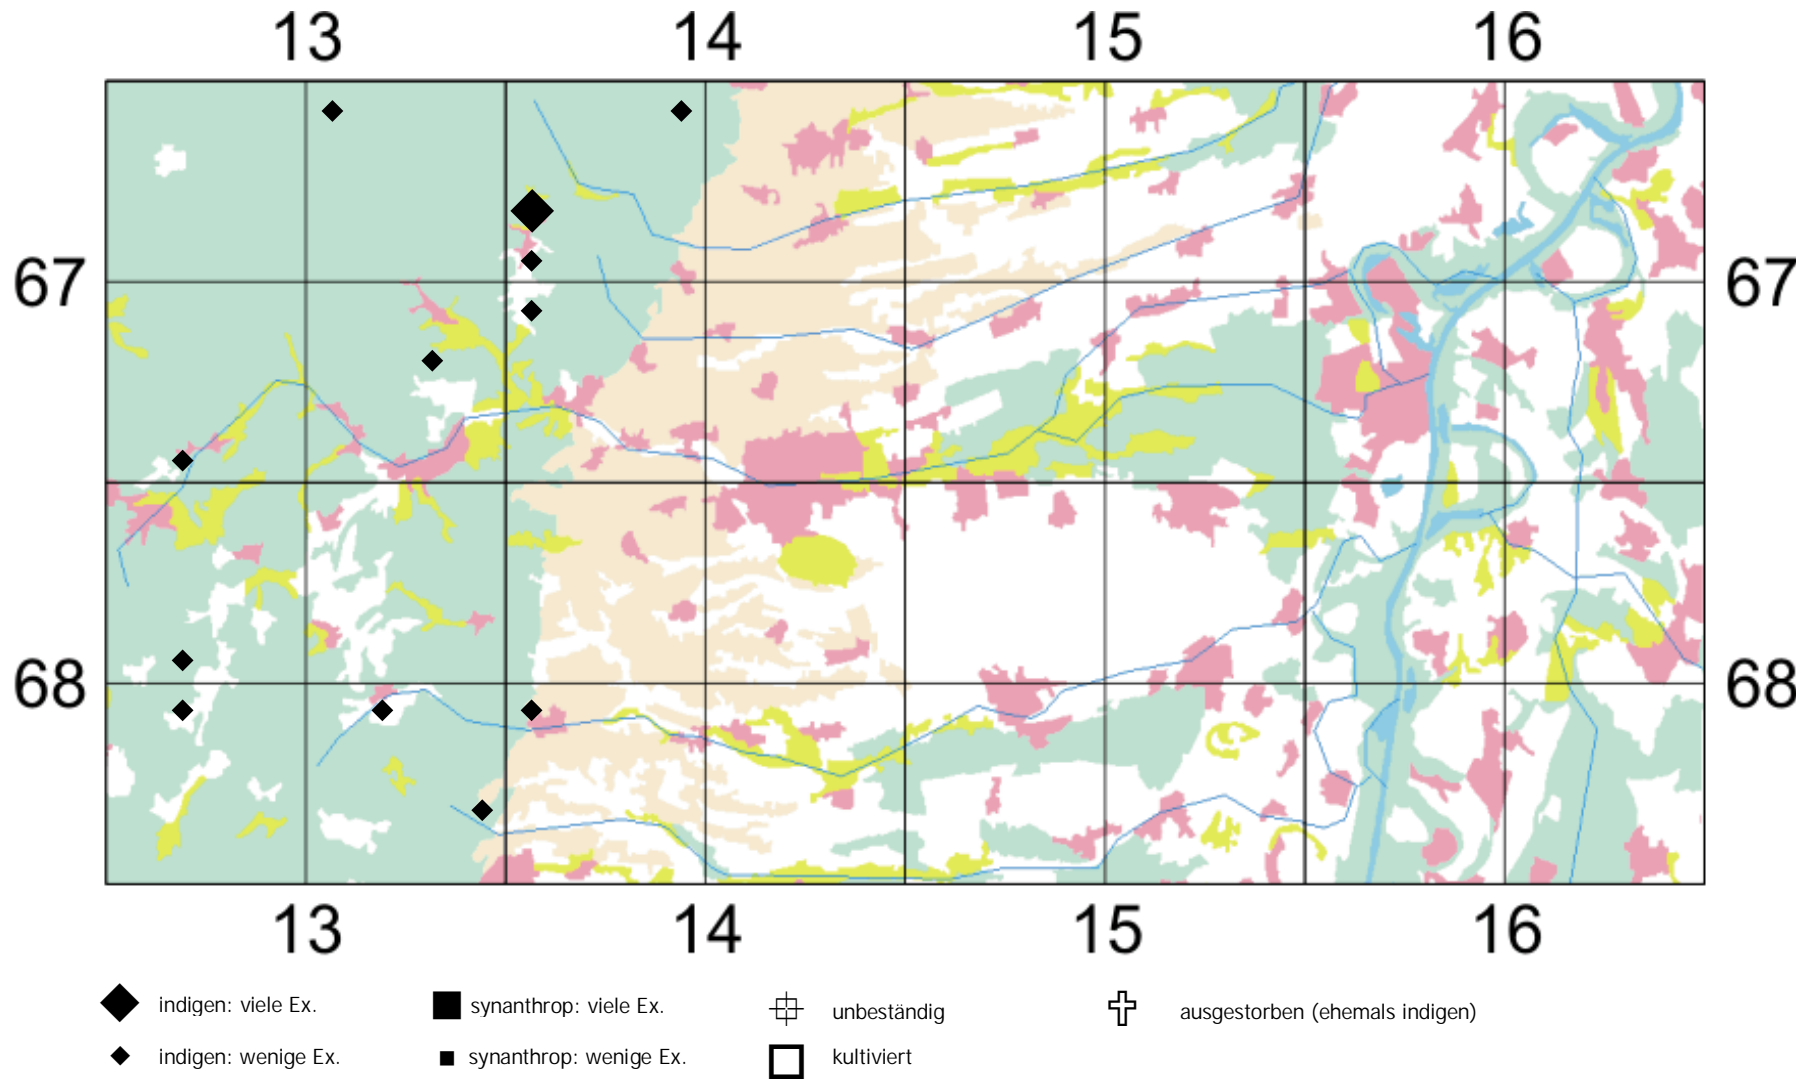 13 14 15 16
67 67
68 68
13 14 15 16
indigen: viele Ex. synanthrop: viele Ex. unbeständig ausgestorben (ehemals indigen)
indigen: wenige Ex. synanthrop: wenige Ex. kultiviert